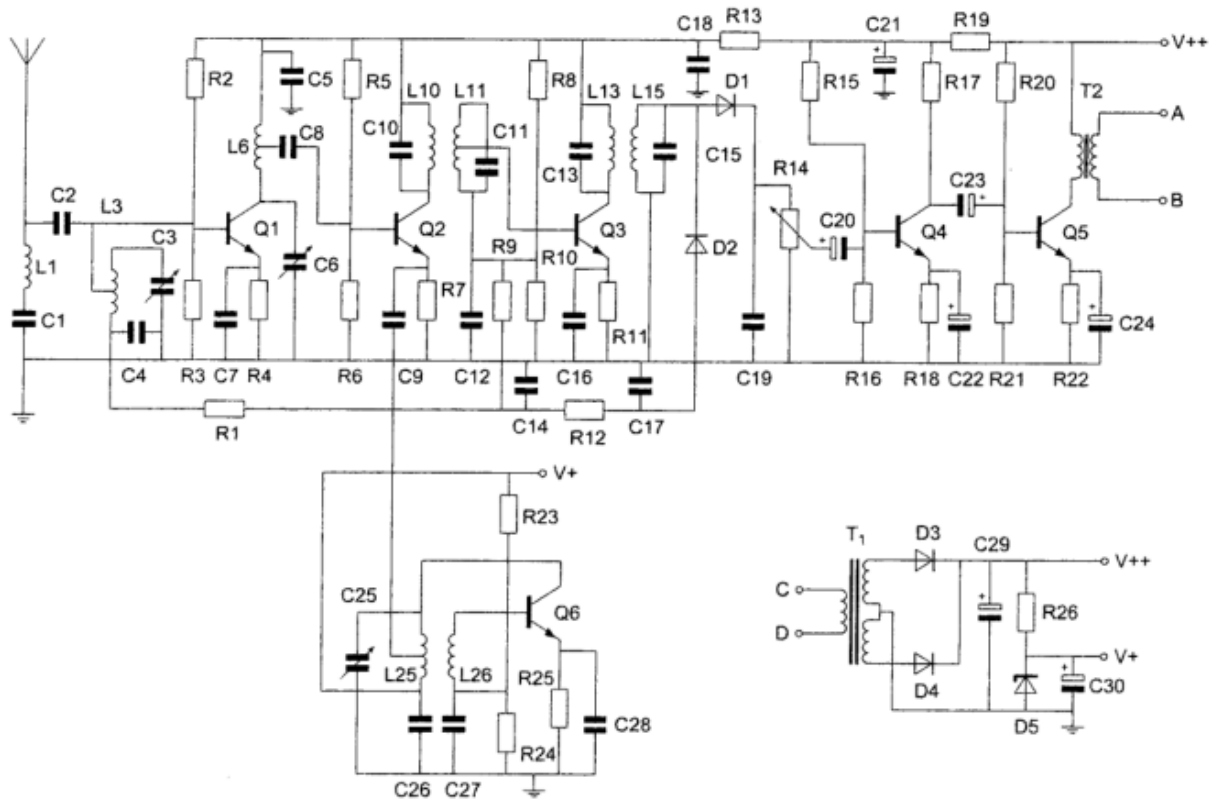 C18 R13 C21 R19 V++
R2 C5 R5 L10 L11 R8 L13 L15 D1 R15 R17 R20 T2
C8 C10 C11 A
L6 C13 C15
C2 L3 R14 C23
C3 Q1 Q2 Q3 C20 Q4 Q5 B
L1 C6 R9 R10 D2
C1 R7 R11 C24
C4 R3 C7 R4 R6 C9 C12 C16 C19 R16 R18 C22 R21 R22
R1 C14 R12 C17
V+
R23
T1 D3 C29 V++
C25 Q6 C R26
D
L25 L26 R25 D4 V+
C30
R24 C28 D5
C26 C27
+
+
+
+
+
+
+